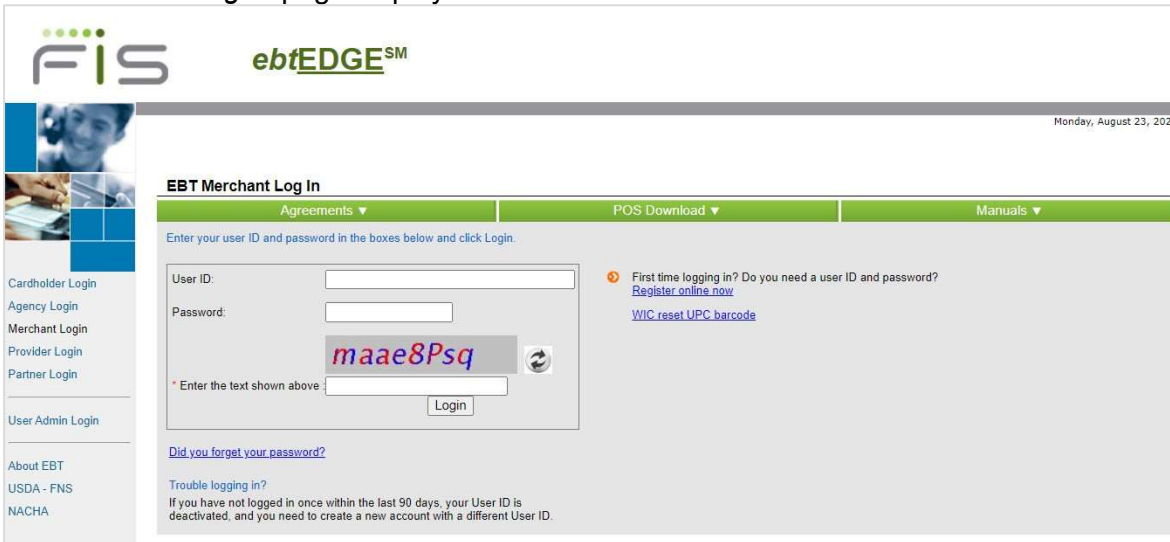 FIS
ebtEDGE SM
Monday, August 23, 202
EBT Merchant Log In
Agreements ▼ POS Download ▼ Manuals ▼
Enter your user ID and password in the boxes below and click Login.
User ID:
Password:
maae8Psq
* Enter the text shown above :
Login
Did you forget your password?
Trouble logging in?
If you have not logged in once within the last 90 days, your User ID is
deactivated, and you need to create a new account with a different User ID.
First time logging in? Do you need a user ID and password?
Register online now
WIC reset UPC barcode
Cardholder Login
Agency Login
Merchant Login
Provider Login
Partner Login
User Admin Login
About EBT
USDA - FNS
NACHA